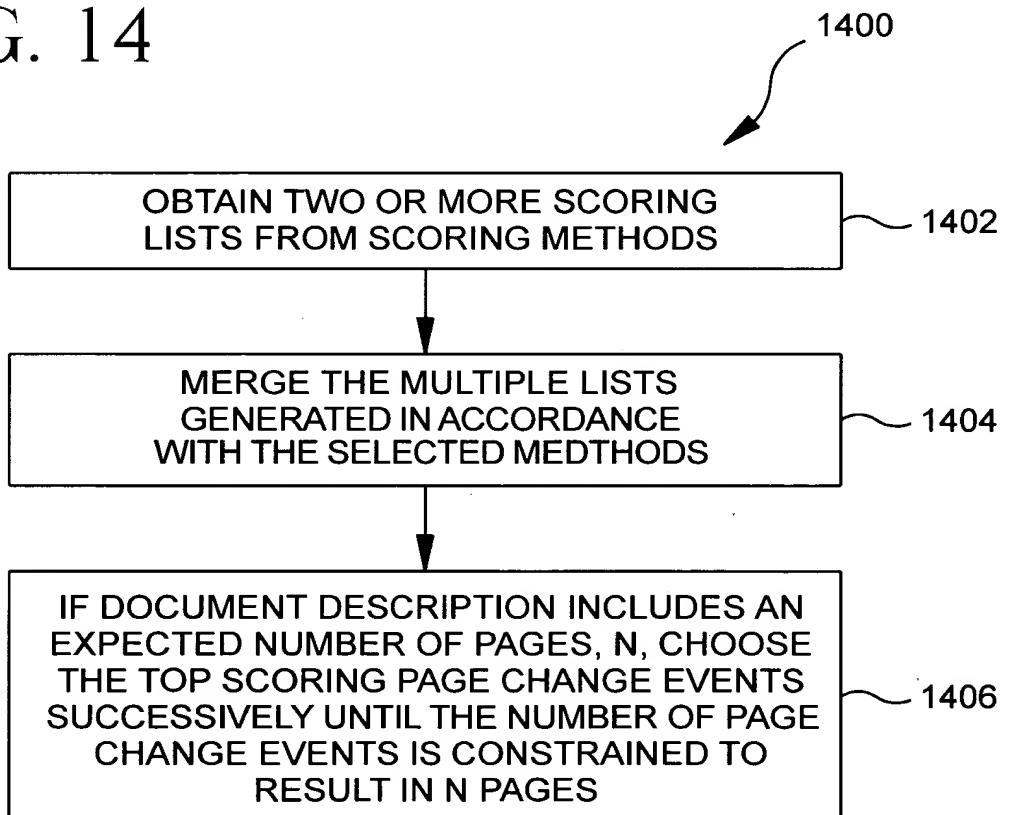 G. 14
1400
OBTAIN TWO OR MORE SCORING
LISTS FROM SCORING METHODS
1402
MERGE THE MULTIPLE LISTS
GENERATED IN ACCORDANCE
WITH THE SELECTED MEDTHODS
1404
IF DOCUMENT DESCRIPTION INCLUDES AN
EXPECTED NUMBER OF PAGES, N, CHOOSE
THE TOP SCORING PAGE CHANGE EVENTS
SUCCESSIVELY UNTIL THE NUMBER OF PAGE
CHANGE EVENTS IS CONSTRAINED TO
RESULT IN N PAGES
1406